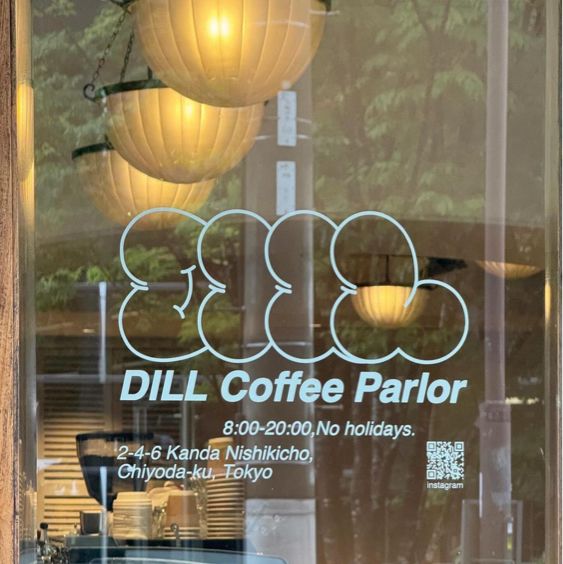 DILL Coffee Parlor
8:00-20:00,No holidays.
2-4-6 Kanda Nishikicho,
Chiyoda-ku, Tokyo
instagram